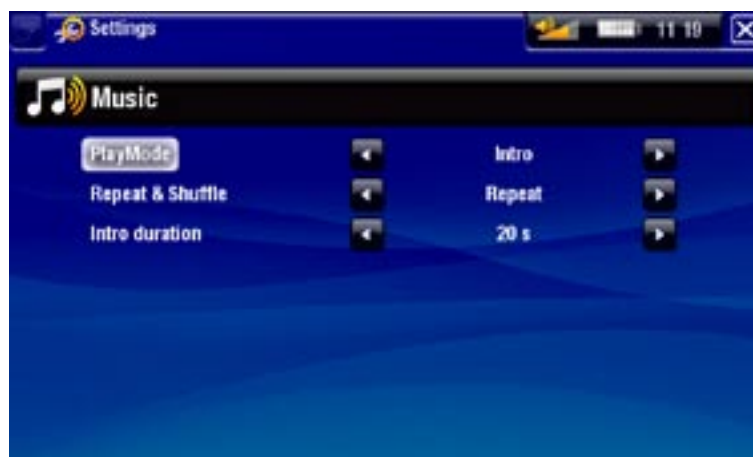 Settings 11 19
Music
PlayMode Intro
Repeat & Shuffle Repeat
Intro duration 20 s